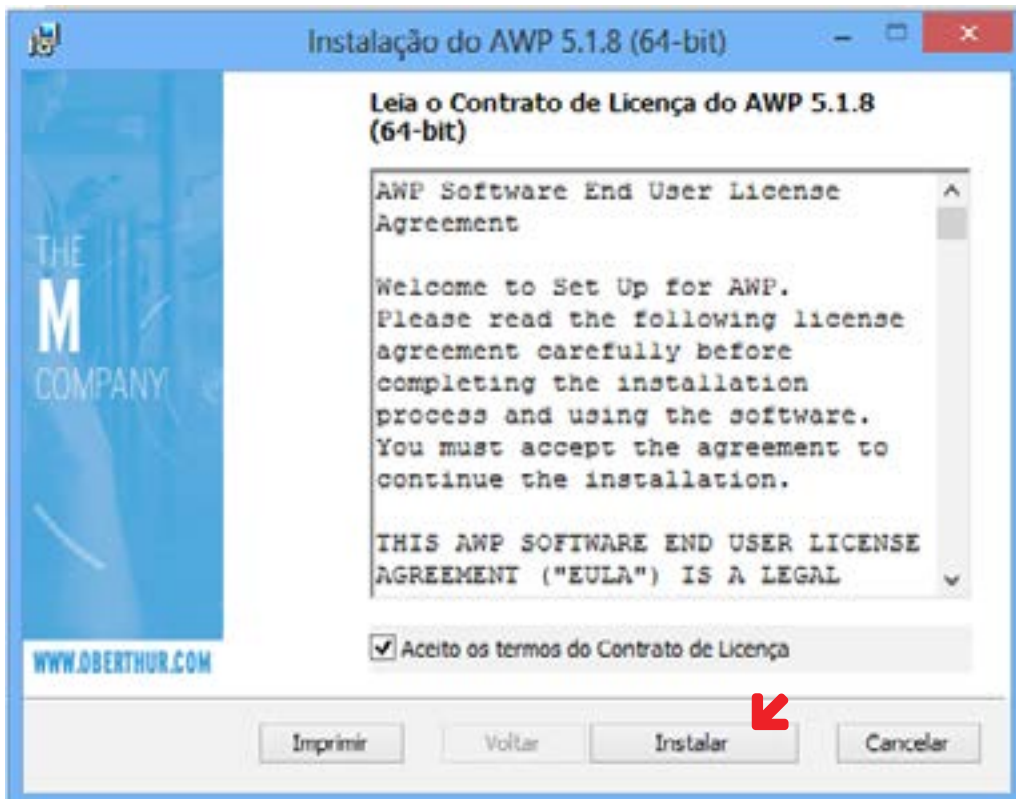 Instalação do AWP 5.1.8 (64-bit)
THE
M
COMPANY
WWW.OBERTHUR.COM
Leia o Contrato de Licença do AWP 5.1.8
(64-bit)
AWP Software End User License
Agreement
Welcome to Set Up for AWP.
Please read the following license
agreement carefully before
completing the installation
process and using the software.
You must accept the agreement to
continue the installation.
THIS AWP SOFTWARE END USER LICENSE
AGREEMENT ("EULA") IS A LEGAL
Aceito os termos do Contrato de Licença
Imprimir Voltar Instalar Cancelar